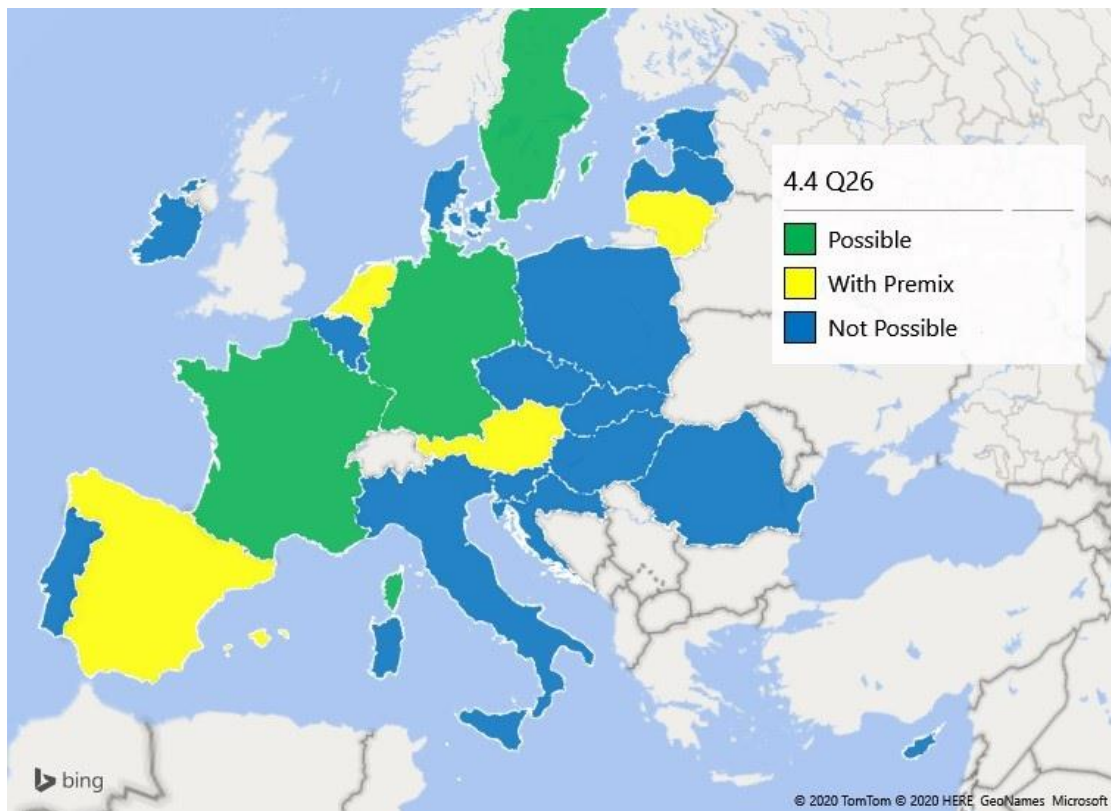 4.4 Q26
Possible
With Premix
Not Possible
bing
© 2020 TomTom © 2020 HERE, GeoNames, Microsoft